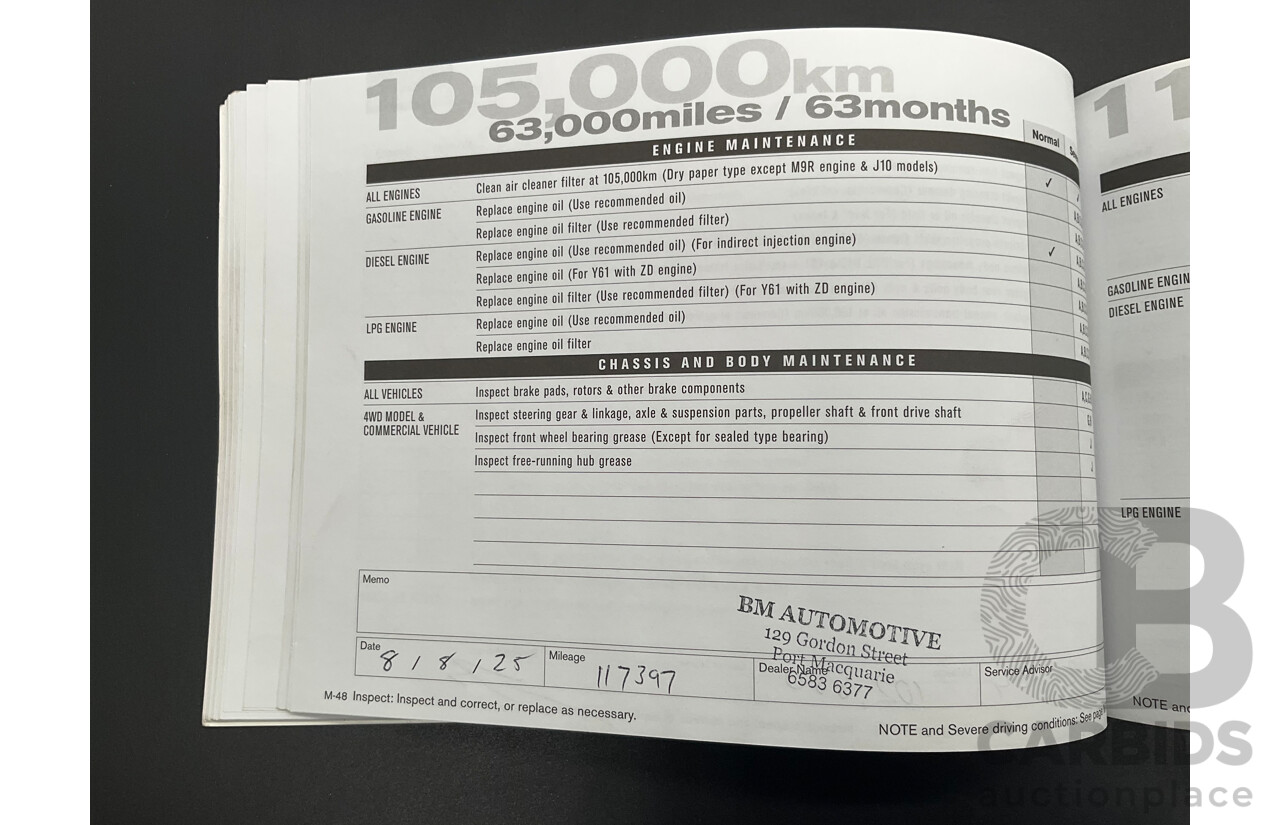 105,000km
63,000miles / 63months
ENGINE MAINTENANCE
Normal
ALL ENGINES Clean air cleaner filter at 105,000km (Dry paper type except M9R engine & J10 models) ✓
GASOLINE ENGINE Replace engine oil (Use recommended oil)
Replace engine oil filter (Use recommended filter)
DIESEL ENGINE Replace engine oil (Use recommended oil) (For indirect injection engine) ✓
Replace engine oil (For Y61 with ZD engine)
Replace engine oil filter (Use recommended filter) (For Y61 with ZD engine)
LPG ENGINE Replace engine oil (Use recommended oil)
Replace engine oil filter
CHASSIS AND BODY MAINTENANCE
ALL VEHICLES Inspect brake pads, rotors & other brake components
4WD MODEL & Inspect steering gear & linkage, axle & suspension parts, propeller shaft & front drive shaft
COMMERCIAL VEHICLE Inspect front wheel bearing grease (Except for sealed type bearing)
Inspect free-running hub grease
Memo
BM AUTOMOTIVE
129 Gordon Street
Port Macquarie
6583 6377
Date 8/8/25 Mileage 117397 Dealer Name Service Advisor
M-48 Inspect: Inspect and correct, or replace as necessary.
NOTE and Severe driving conditions: See page
11
ALL ENGINES
GASOLINE ENGIN
DIESEL ENGINE
LPG ENGINE
NOTE and
CARBIDS
auctionplace